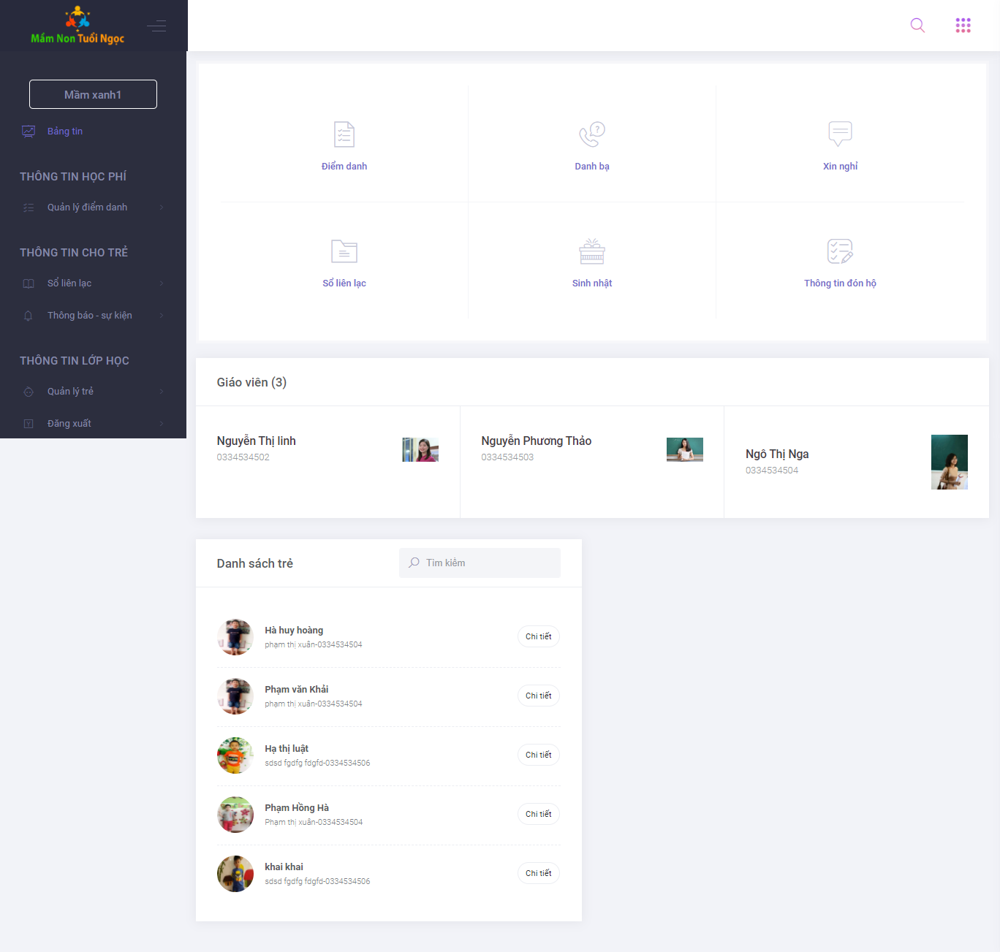 Mầm Non Tuổi Ngọc
Mầm xanh1
Bảng tin
THÔNG TIN HỌC PHÍ
Quản lý điểm danh
THÔNG TIN CHO TRẺ
Sổ liên lạc
Thông báo - sự kiện
THÔNG TIN LỚP HỌC
Quản lý trẻ
Đăng xuất
Điểm danh
Danh bạ
Xin nghỉ
Sổ liên lạc
Sinh nhật
Thông tin đón hộ
Giáo viên (3)
Nguyễn Thị linh
0334534502
Nguyễn Phương Thảo
0334534503
Ngô Thị Nga
0334534504
Danh sách trẻ
Tìm kiếm
Hà huy hoàng
phạm thị xuân-0334534504
Chi tiết
Phạm văn Khải
phạm thị xuân-0334534504
Chi tiết
Hạ thị luật
sdsd fgdfg fdgfd-0334534506
Chi tiết
Phạm Hồng Hà
Phạm thị xuân-0334534504
Chi tiết
khai khai
sdsd fgdfg fdgfd-0334534506
Chi tiết